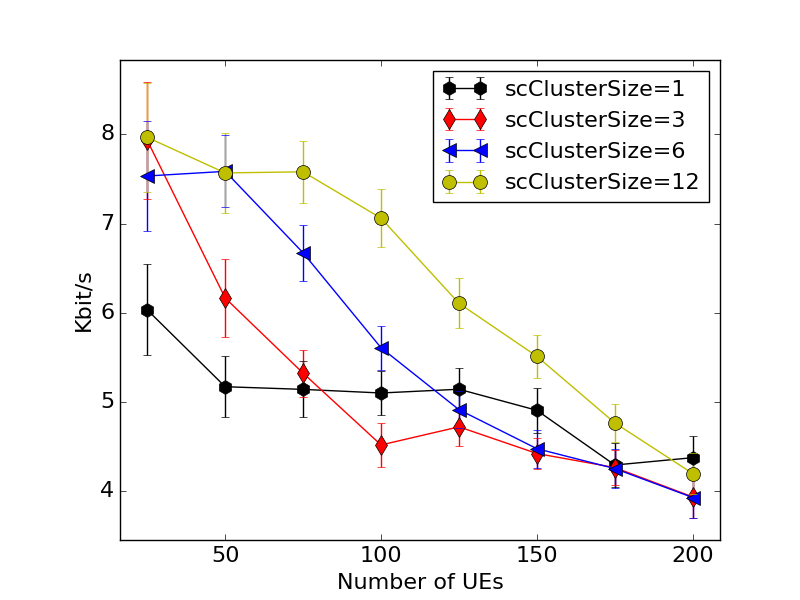 scClusterSize=1
scClusterSize=3
scClusterSize=6
scClusterSize=12
8
7
6
5
4
Kbit/s
50 100 150 200
Number of UEs